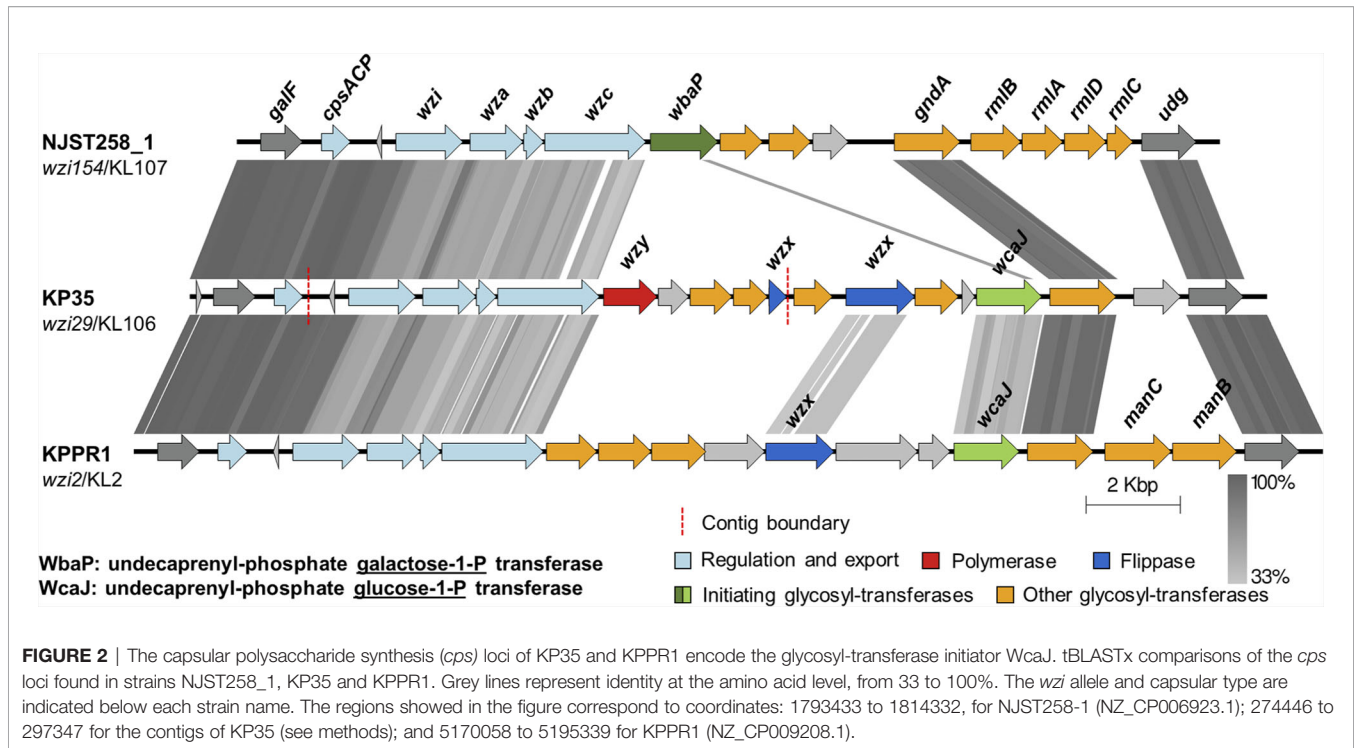 galF cpsACP wzi wza wzb wzc wbaP gndA rmlB rmlA rmlD rmlC udg
NJST258_1
wzi154/KL107
wzy wzx wzx wcaJ
KP35
wzi29/KL106
wzx wcaJ manC manB
KPPR1
wzi2/KL2
2 Kbp
100%
33%
Contig boundary
Regulation and export Polymerase Flippase
Initiating glycosyl-transferases Other glycosyl-transferases
WbaP: undecaprenyl-phosphate galactose-1-P transferase
WcaJ: undecaprenyl-phosphate glucose-1-P transferase
FIGURE 2 | The capsular polysaccharide synthesis (cps) loci of KP35 and KPPR1 encode the glycosyl-transferase initiator WcaJ. tBLASTx comparisons of the cps
loci found in strains NJST258_1, KP35 and KPPR1. Grey lines represent identity at the amino acid level, from 33 to 100%. The wzi allele and capsular type are
indicated below each strain name. The regions showed in the figure correspond to coordinates: 1793433 to 1814332, for NJST258-1 (NZ_CP006923.1); 274446 to
297347 for the contigs of KP35 (see methods); and 5170058 to 5195339 for KPPR1 (NZ_CP009208.1).